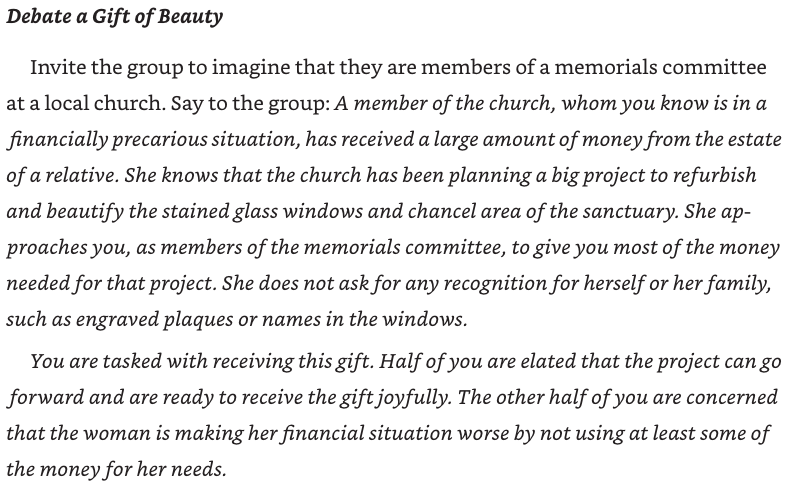 Debate a Gift of Beauty
Invite the group to imagine that they are members of a memorials committee
at a local church. Say to the group: A member of the church, whom you know is in a
financially precarious situation, has received a large amount of money from the estate
of a relative. She knows that the church has been planning a big project to refurbish
and beautify the stained glass windows and chancel area of the sanctuary. She ap-
proaches you, as members of the memorials committee, to give you most of the money
needed for that project. She does not ask for any recognition for herself or her family,
such as engraved plaques or names in the windows.
You are tasked with receiving this gift. Half of you are elated that the project can go
forward and are ready to receive the gift joyfully. The other half of you are concerned
that the woman is making her financial situation worse by not using at least some of
the money for her needs.